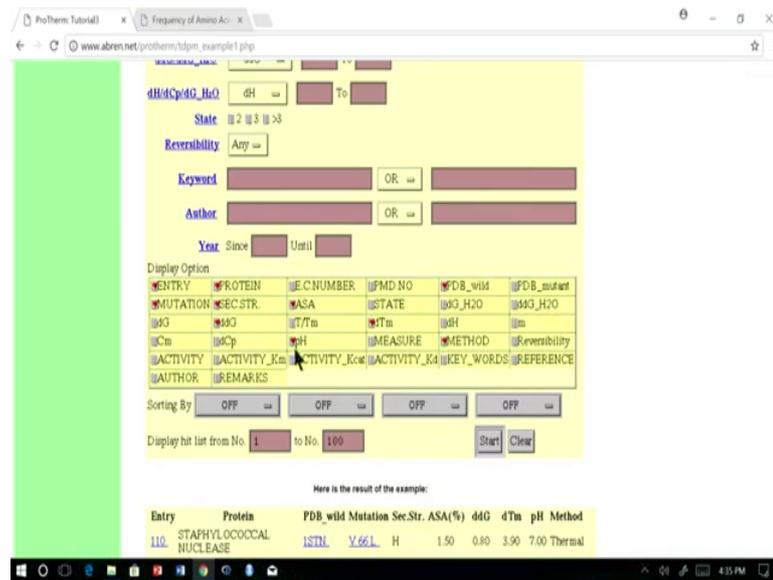 ProTherm: Tutorial3
Frequency of Amino Ac
www.abren.net/protherm/tdpm_example1.php
To
dH/dCp/dG_H2O dH To
State 2 3 >3
Reversibility Any
Keyword OR
Author OR
Year Since Until
Display Option
ENTRY PROTEIN E.C.NUMBER PMD.NO PDB_wild PDB_mutant
MUTATION SEC.STR. ASA STATE dG_H2O ddG_H2O
dG ddG T/Tm dTm dH m
Cm dCp pH MEASURE METHOD Reversibility
ACTIVITY ACTIVITY_Km ACTIVITY_Kcat ACTIVITY_Kd KEY_WORDS REFERENCE
AUTHOR REMARKS
Sorting By OFF OFF OFF OFF
Display hit list from No. 1 to No. 100 Start Clear
Here is the result of the example:
Entry Protein PDB_wild Mutation Sec.Str. ASA(%) ddG dTm pH Method
110 STAPHYLOCOCCAL NUCLEASE 1STN V 66 L H 1.50 0.80 3.90 7.00 Thermal
4:35 PM